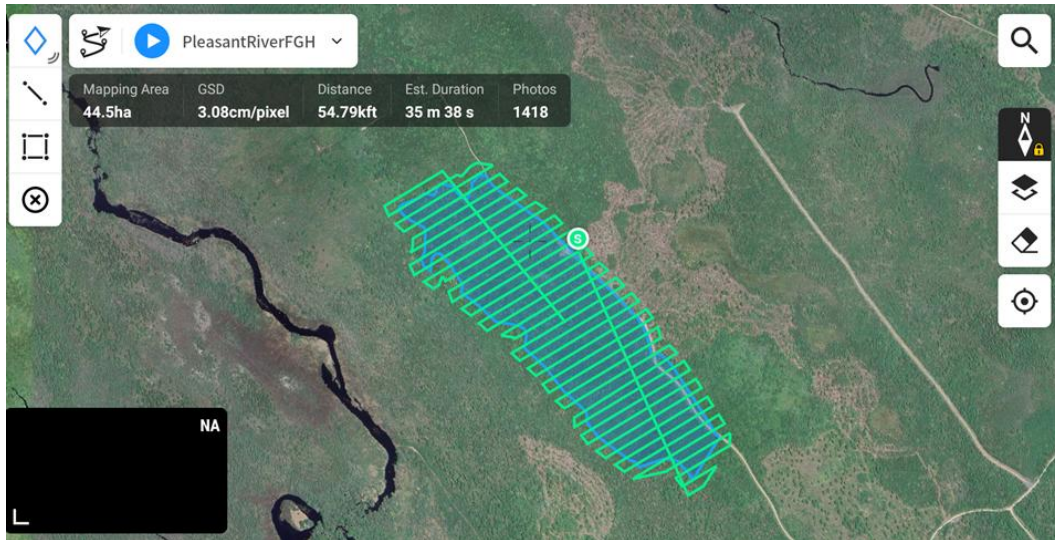 PleasantRiverFGH
Mapping Area GSD Distance Est. Duration Photos
44.5ha 3.08cm/pixel 54.79kft 35 m 38 s 1418
N
S
NA